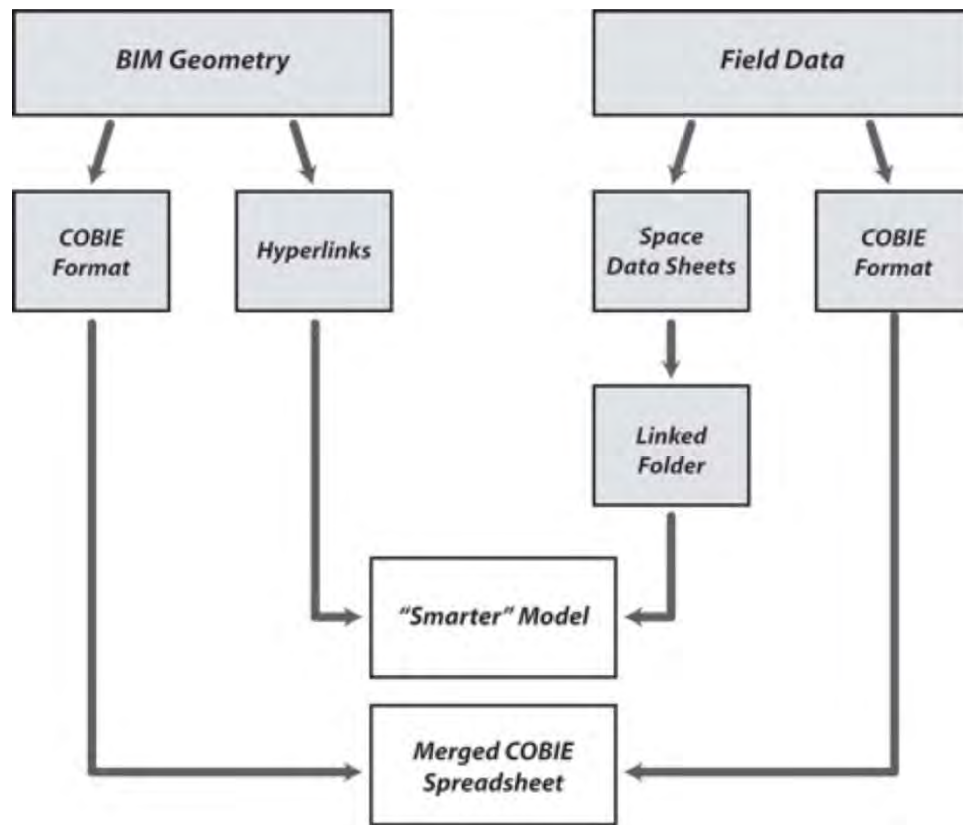 BIM Geometry
Field Data
COBIE
Format
Hyperlinks
Space
Data Sheets
COBIE
Format
Linked
Folder
“Smarter” Model
Merged COBIE
Spreadsheet